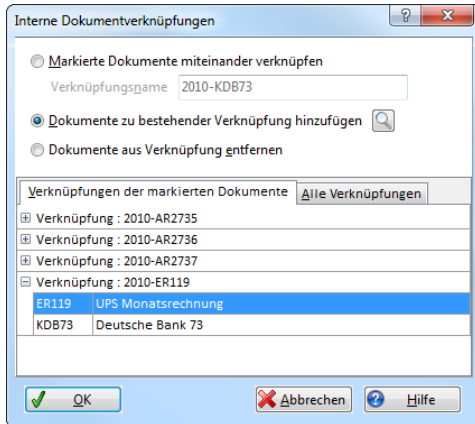 Interne Dokumentverknüpfungen
Markierte Dokumente miteinander verknüpfen
Verknüpfungsname 2010-KDB73
Dokumente zu bestehender Verknüpfung hinzufügen
Dokumente aus Verknüpfung entfernen
Verknüpfungen der markierten Dokumente Alle Verknüpfungen
Verknüpfung : 2010-AR2735
Verknüpfung : 2010-AR2736
Verknüpfung : 2010-AR2737
Verknüpfung : 2010-ER119
ER119 UPS Monatsrechnung
KDB73 Deutsche Bank 73
OK Abbrechen Hilfe